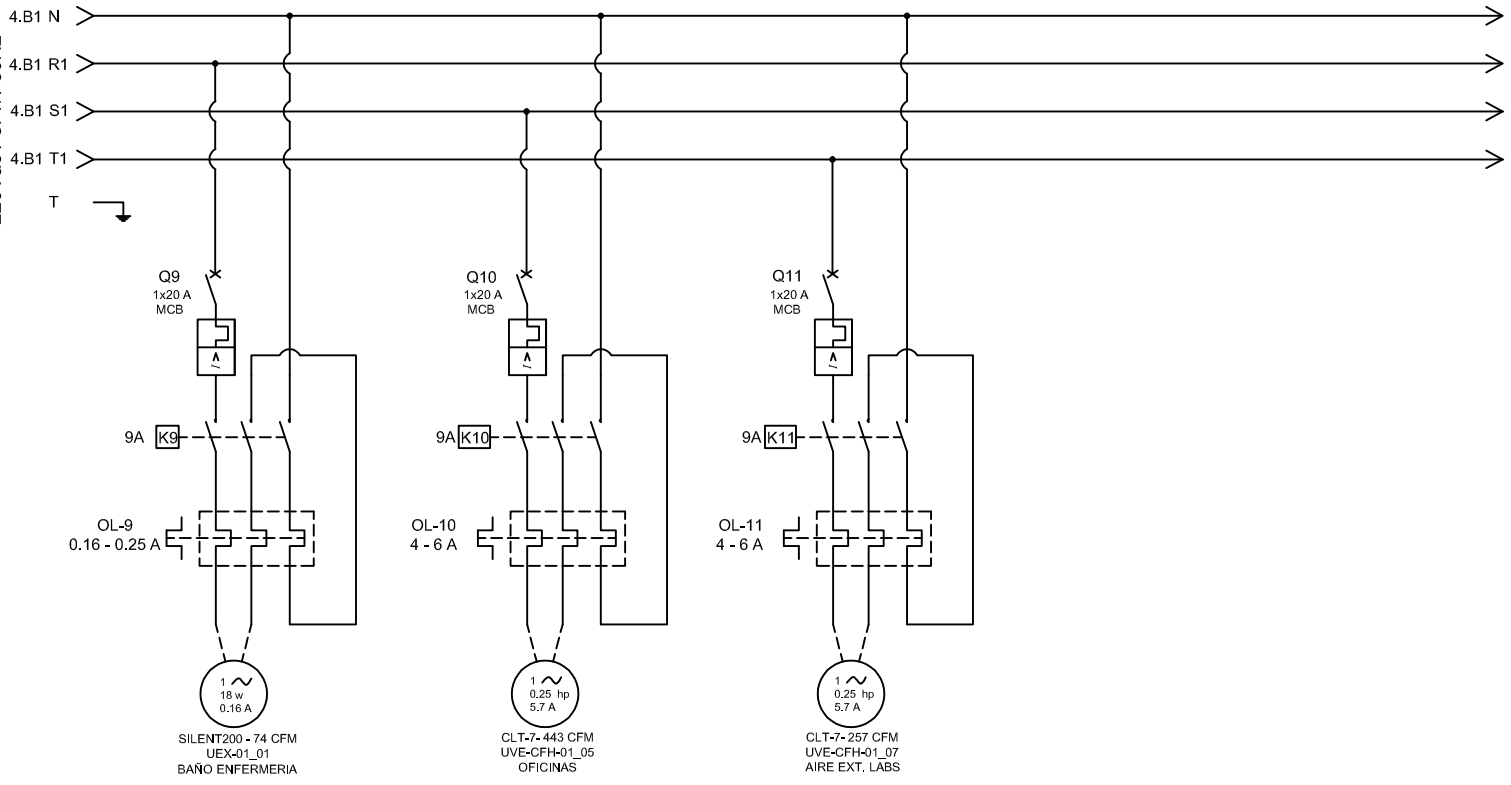 4.B1 N
4.B1 R1
4.B1 S1
4.B1 T1
T
Q9
1x20 A
MCB
Q10
1x20 A
MCB
Q11
1x20 A
MCB
9A K9
9A K10
9A K11
OL-9
0.16 - 0.25 A
OL-10
4 - 6 A
OL-11
4 - 6 A
1
18 w
0.16 A
1
0.25 hp
5.7 A
1
0.25 hp
5.7 A
SILENT200 - 74 CFM
UEX-01_01
BAÑO ENFERMERIA
CLT-7- 443 CFM
UVE-CFH-01_05
OFICINAS
CLT-7- 257 CFM
UVE-CFH-01_07
AIRE EXT. LABS